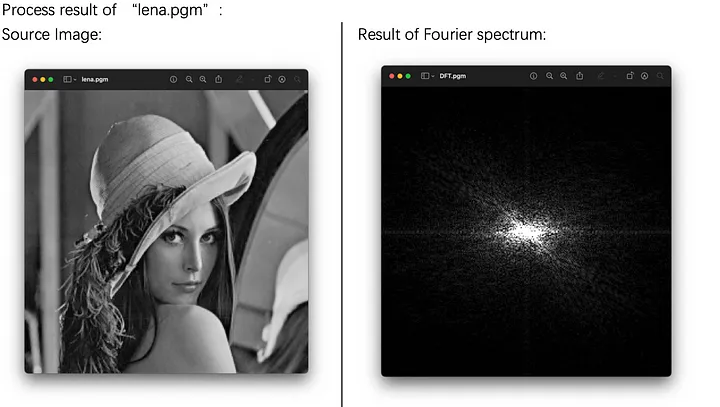 Process result of “lena.pgm” :
Source Image:
Result of Fourier spectrum:
lena.pgm
DFT.pgm